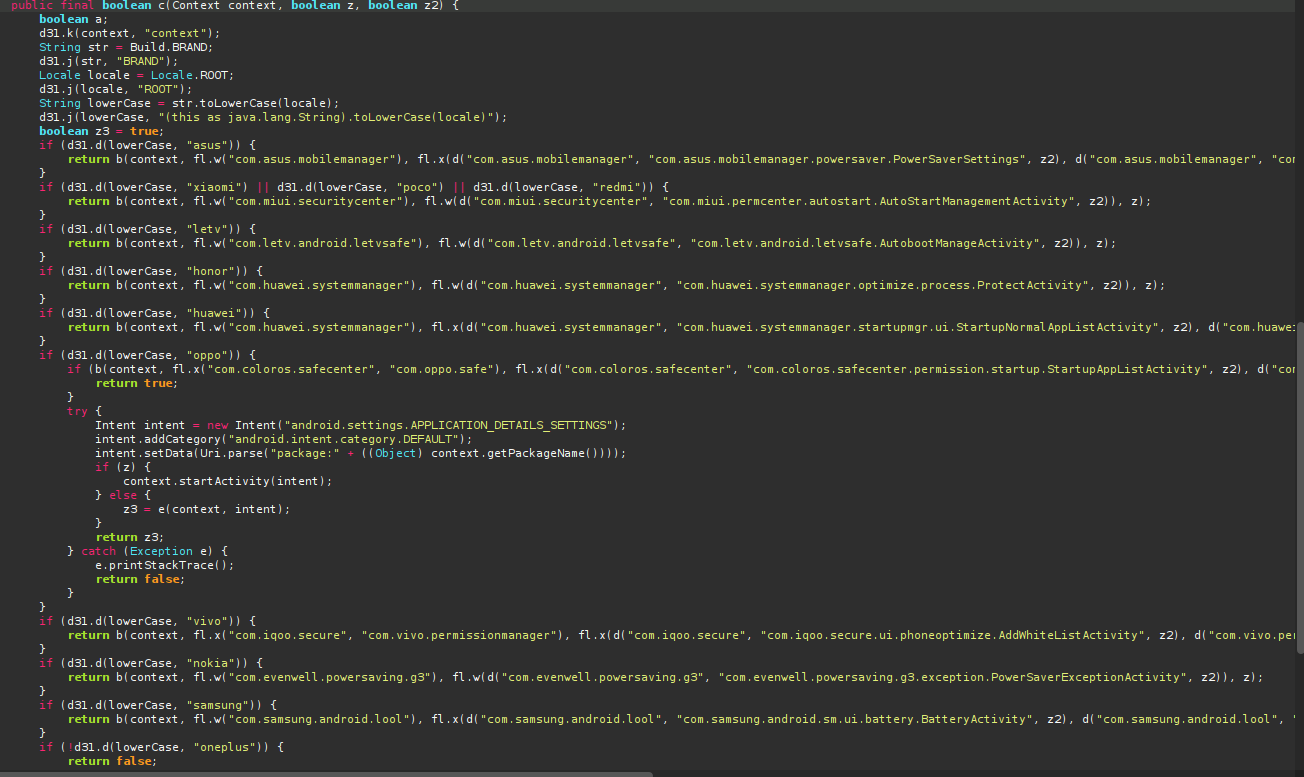 public final boolean c(Context context, boolean z, boolean z2) {
    boolean a;
    d31.k(context, "context");
    String str = Build.BRAND;
    d31.j(str, "BRAND");
    Locale locale = Locale.ROOT;
    d31.j(locale, "ROOT");
    String lowerCase = str.toLowerCase(locale);
    d31.j(lowerCase, "(this as java.lang.String).toLowerCase(locale)");
    boolean z3 = true;
    if (d31.d(lowerCase, "asus")) {
        return b(context, fl.w("com.asus.mobilemanager"), fl.x(d("com.asus.mobilemanager", "com.asus.mobilemanager.powersaver.PowerSaverSettings", z2), d("com.asus.mobilemanager", "com
    }
    if (d31.d(lowerCase, "xiaomi") || d31.d(lowerCase, "poco") || d31.d(lowerCase, "redmi")) {
        return b(context, fl.w("com.miui.securitycenter"), fl.w(d("com.miui.securitycenter", "com.miui.permcenter.autostart.AutoStartManagementActivity", z2)), z);
    }
    if (d31.d(lowerCase, "letv")) {
        return b(context, fl.w("com.letv.android.letvsafe"), fl.w(d("com.letv.android.letvsafe", "com.letv.android.letvsafe.AutobootManageActivity", z2)), z);
    }
    if (d31.d(lowerCase, "honor")) {
        return b(context, fl.w("com.huawei.systemmanager"), fl.w(d("com.huawei.systemmanager", "com.huawei.systemmanager.optimize.process.ProtectActivity", z2)), z);
    }
    if (d31.d(lowerCase, "huawei")) {
        return b(context, fl.w("com.huawei.systemmanager"), fl.x(d("com.huawei.systemmanager", "com.huawei.systemmanager.startupmgr.ui.StartupNormalAppListActivity", z2), d("com.huawei
    }
    if (d31.d(lowerCase, "oppo")) {
        if (b(context, fl.x("com.coloros.safecenter", "com.oppo.safe"), fl.x(d("com.coloros.safecenter", "com.coloros.safecenter.permission.startup.StartupAppListActivity", z2), d("com
            return true;
        }
        try {
            Intent intent = new Intent("android.settings.APPLICATION_DETAILS_SETTINGS");
            intent.addCategory("android.intent.category.DEFAULT");
            intent.setData(Uri.parse("package:" + ((Object) context.getPackageName())));
            if (z) {
                context.startActivity(intent);
            } else {
                z3 = e(context, intent);
            }
            return z3;
        } catch (Exception e) {
            e.printStackTrace();
            return false;
        }
    }
    if (d31.d(lowerCase, "vivo")) {
        return b(context, fl.x("com.iqoo.secure", "com.vivo.permissionmanager"), fl.x(d("com.iqoo.secure", "com.iqoo.secure.ui.phoneoptimize.AddWhiteListActivity", z2), d("com.vivo.per
    }
    if (d31.d(lowerCase, "nokia")) {
        return b(context, fl.w("com.evenwell.powersaving.g3"), fl.w(d("com.evenwell.powersaving.g3", "com.evenwell.powersaving.g3.exception.PowerSaverExceptionActivity", z2)), z);
    }
    if (d31.d(lowerCase, "samsung")) {
        return b(context, fl.w("com.samsung.android.lool"), fl.x(d("com.samsung.android.lool", "com.samsung.android.sm.ui.battery.BatteryActivity", z2), d("com.samsung.android.lool", "
    }
    if (!d31.d(lowerCase, "oneplus")) {
        return false;